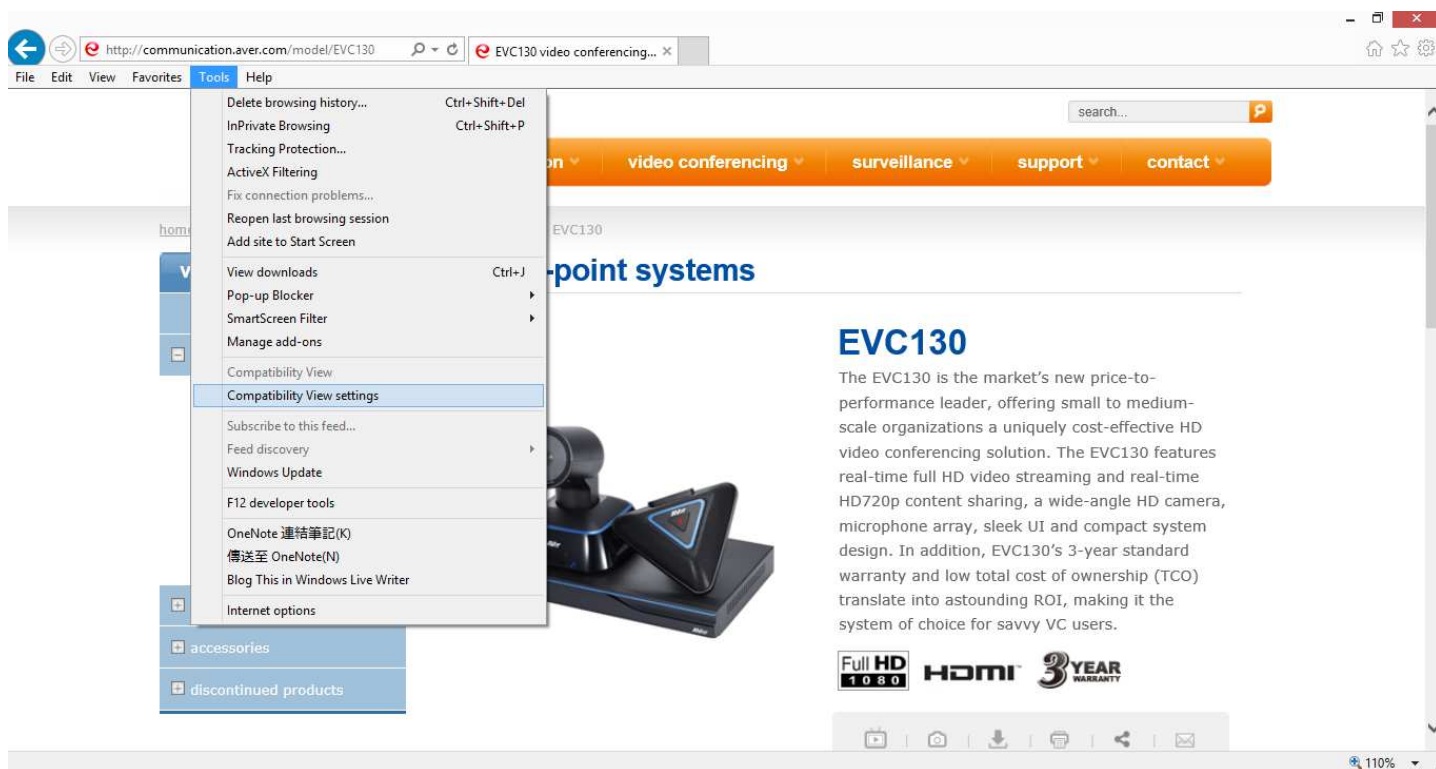 http://communication.aver.com/model/EVC130
EVC130 video conferencing...
File Edit View Favorites Tools Help
Delete browsing history... Ctrl+Shift+Del
InPrivate Browsing Ctrl+Shift+P
Tracking Protection...
ActiveX Filtering
Fix connection problems...
Reopen last browsing session
Add site to Start Screen
View downloads Ctrl+J
Pop-up Blocker
SmartScreen Filter
Manage add-ons
Compatibility View
Compatibility View settings
Subscribe to this feed...
Feed discovery
Windows Update
F12 developer tools
OneNote 連結筆記(K)
傳送至 OneNote(N)
Blog This in Windows Live Writer
Internet options
search...
video conferencing surveillance support contact
EVC130
-point systems
accessories
discontinued products
EVC130
The EVC130 is the market's new price-to-
performance leader, offering small to medium-
scale organizations a uniquely cost-effective HD
video conferencing solution. The EVC130 features
real-time full HD video streaming and real-time
HD720p content sharing, a wide-angle HD camera,
microphone array, sleek UI and compact system
design. In addition, EVC130's 3-year standard
warranty and low total cost of ownership (TCO)
translate into astounding ROI, making it the
system of choice for savvy VC users.
Full HD
1080
HDMI
3 YEAR
WARRANTY
110%